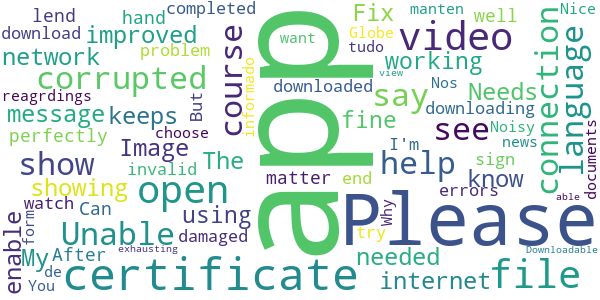 lend hand completed
download improved
network problem
corrupted
reagrdings
message keeps
perfectly
choose
invalid
Image
The
But
course
informado
want Globe
tudo
Fix manten
well Nice
video
working
Nos view
downloaded
say Needs
fine downloading
I'm Noisy
news
see
connection
language
documents
show
showing
matter end
help know sign
errors
watch Can
open
using
damaged
enable
form
Unable
My After
de
You
exhausting
certificate
app
Please
try Why
needed
able
internet file
Downloadable